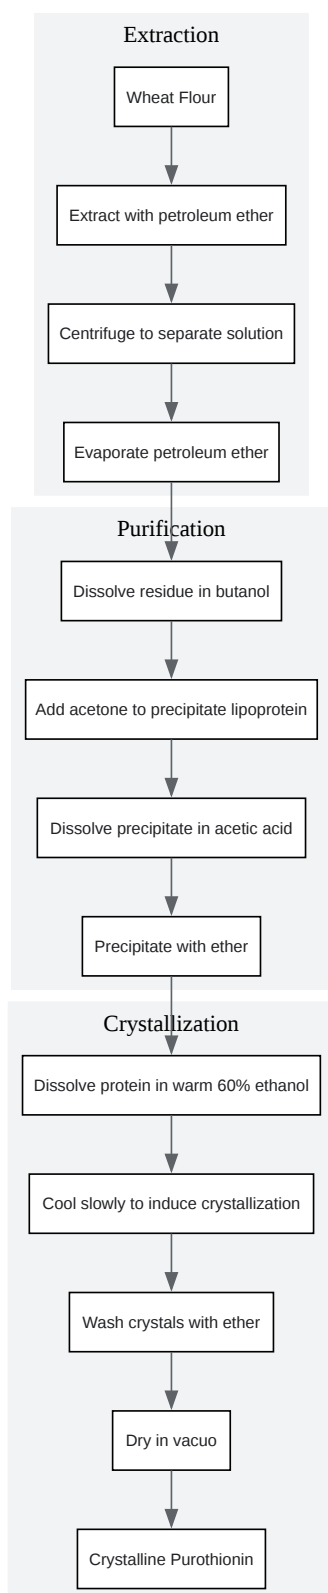 Extraction
Wheat Flour
Extract with petroleum ether
Centrifuge to separate solution
Evaporate petroleum ether
Purification
Dissolve residue in butanol
Add acetone to precipitate lipoprotein
Dissolve precipitate in acetic acid
Precipitate with ether
Crystallization
Dissolve protein in warm 60% ethanol
Cool slowly to induce crystallization
Wash crystals with ether
Dry in vacuo
Crystalline Purothionin